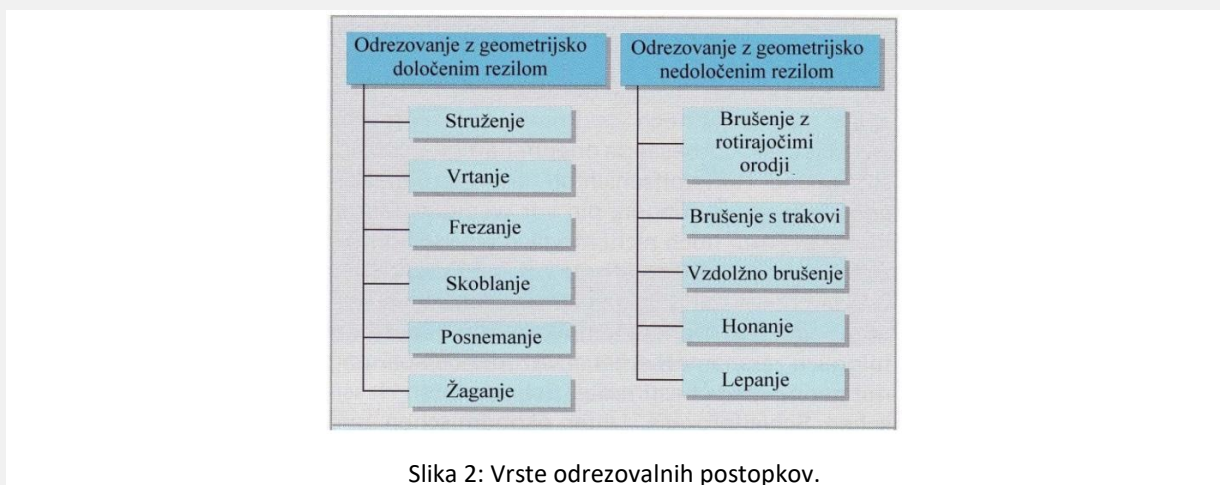 Odrezovanje z geometrijsko
določenim rezilom
Struženje
Vrtanje
Frezanje
Skoblanje
Posnemanje
Žaganje
Odrezovanje z geometrijsko
nedoločenim rezilom
Brušenje z
rotirajočimi
orodji
Brušenje s trakovi
Vzdolžno brušenje
Honanje
Lepanje
Slika 2: Vrste odrezovalnih postopkov.